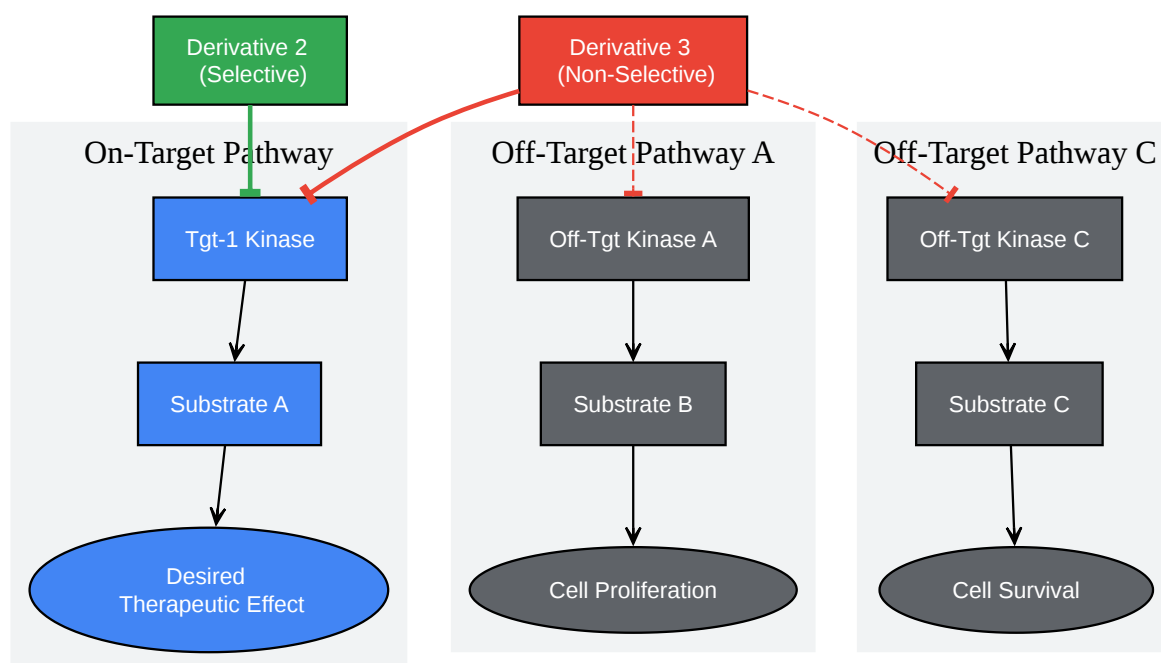 Derivative 2
(Selective)
Derivative 3
(Non-Selective)
On-Target Pathway
Off-Target Pathway A
Off-Target Pathway C
Tgt-1 Kinase
Off-Tgt Kinase A
Off-Tgt Kinase C
Substrate A
Substrate B
Substrate C
Desired
Therapeutic Effect
Cell Proliferation
Cell Survival